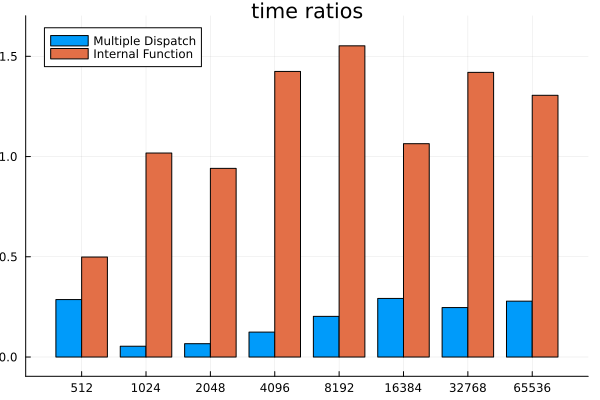 time ratios
Multiple Dispatch
Internal Function
1.5
1.0
0.5
0.0
512 1024 2048 4096 8192 16384 32768 65536